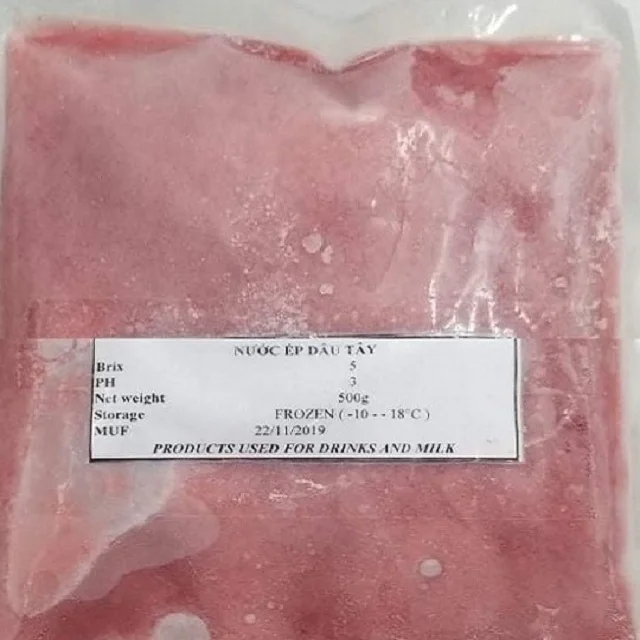 NƯỚC ÉP DÂU TÂY
Brix 5
PH 3
Net weight 500g
Storage FROZEN ( -10 - - 18°C )
MUF 22/11/2019
PRODUCTS USED FOR DRINKS AND MILK